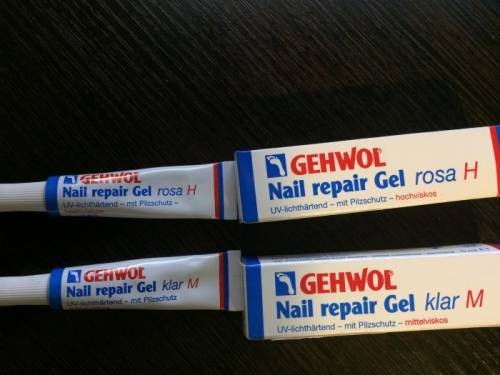 GEHWOL®
Nail repair Gel rosa H
UV-lichthärtend – mit Pilzschutz –
GEHWOL®
Nail repair Gel rosa H
UV-lichthärtend – mit Pilzschutz – hochviskos
GEHWOL
Nail repair Gel klar M
UV-lichthärtend – mit Pilzschutz
GEHWOL®
Nail repair Gel klar M
UV-lichthärtend – mit Pilzschutz – mittelviskos